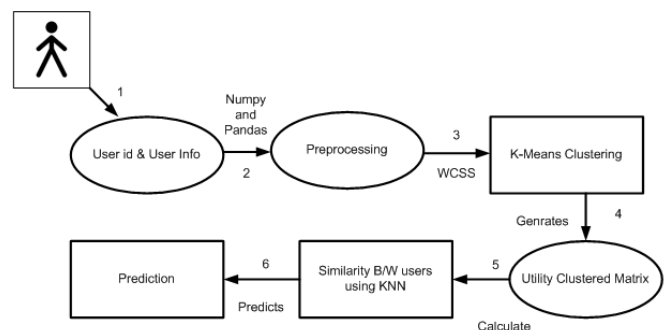 1
User id & User Info
Numpy
and
Pandas
2
Preprocessing
3
WCSS
K-Means Clustering
4
Genrates
Utility Clustered Matrix
5
Calculate
Similarity B/W users
using KNN
6
Predicts
Prediction